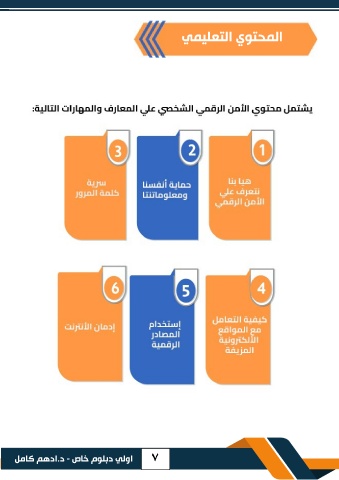 المحتوي التعليمي
يشتمل محتوي الأمن الرقمي الشخصي علي المعارف والمهارات التالية:
1
هيا بنا
نتعرف علي
الأمن الرقمي
2
حماية أنفسنا
ومعلوماتنا
3
سرية
كلمة المرور
4
كيفية التعامل
مع المواقع
الألكترونية
المزيفة
5
إستخدام
المصادر
الرقمية
6
إدمان الأنترنت
٧
اولي دبلوم خاص - د.ادهم كامل